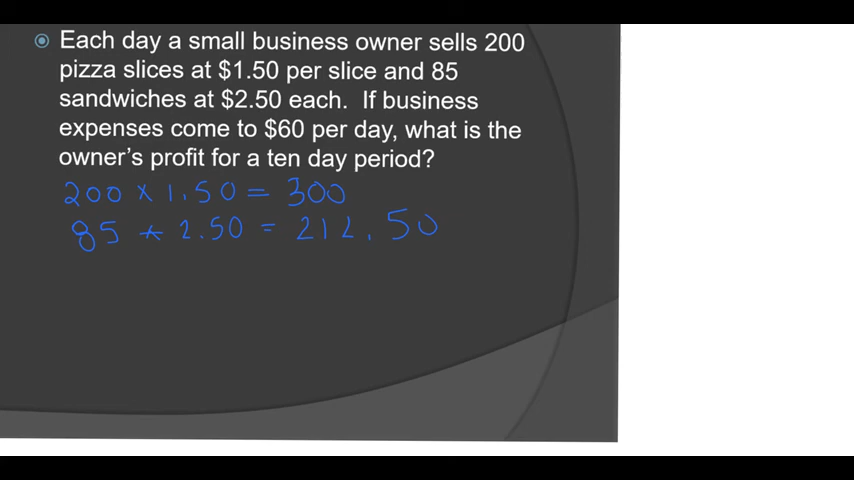 Each day a small business owner sells 200
pizza slices at $1.50 per slice and 85
sandwiches at $2.50 each. If business
expenses come to $60 per day, what is the
owner's profit for a ten day period?
200 × 1.50 = 300
85 * 2.50 = 212.50